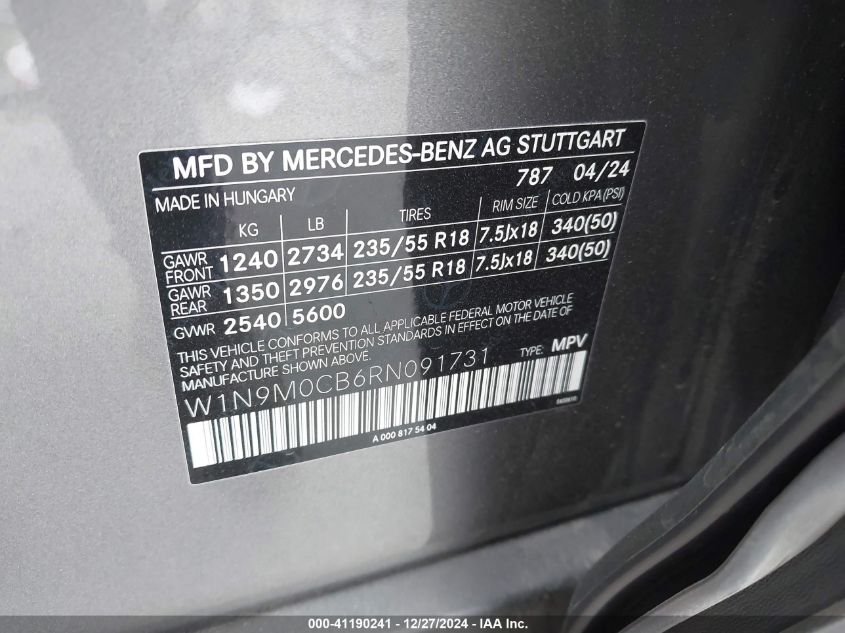 MFD BY MERCEDES-BENZ AG STUTTGART
787 04/24
MADE IN HUNGARY
KG LB TIRES RIM SIZE COLD KPA(PSI)
GAWR FRONT 1240 2734 235/55 R18 7.5Jx18 340(50)
GAWR REAR 1350 2976 235/55 R18 7.5Jx18 340(50)
GVWR 2540 5600
THIS VEHICLE CONFORMS TO ALL APPLICABLE FEDERAL MOTOR VEHICLE
SAFETY AND THEFT PREVENTION STANDARDS IN EFFECT ON THE DATE OF
MANUFACTURE SHOWN ABOVE.
TYPE: MPV
W1N9M0CB6RN091731
A 000 817 54 04
000-41190241 - 12/27/2024 - © IAA, Inc.